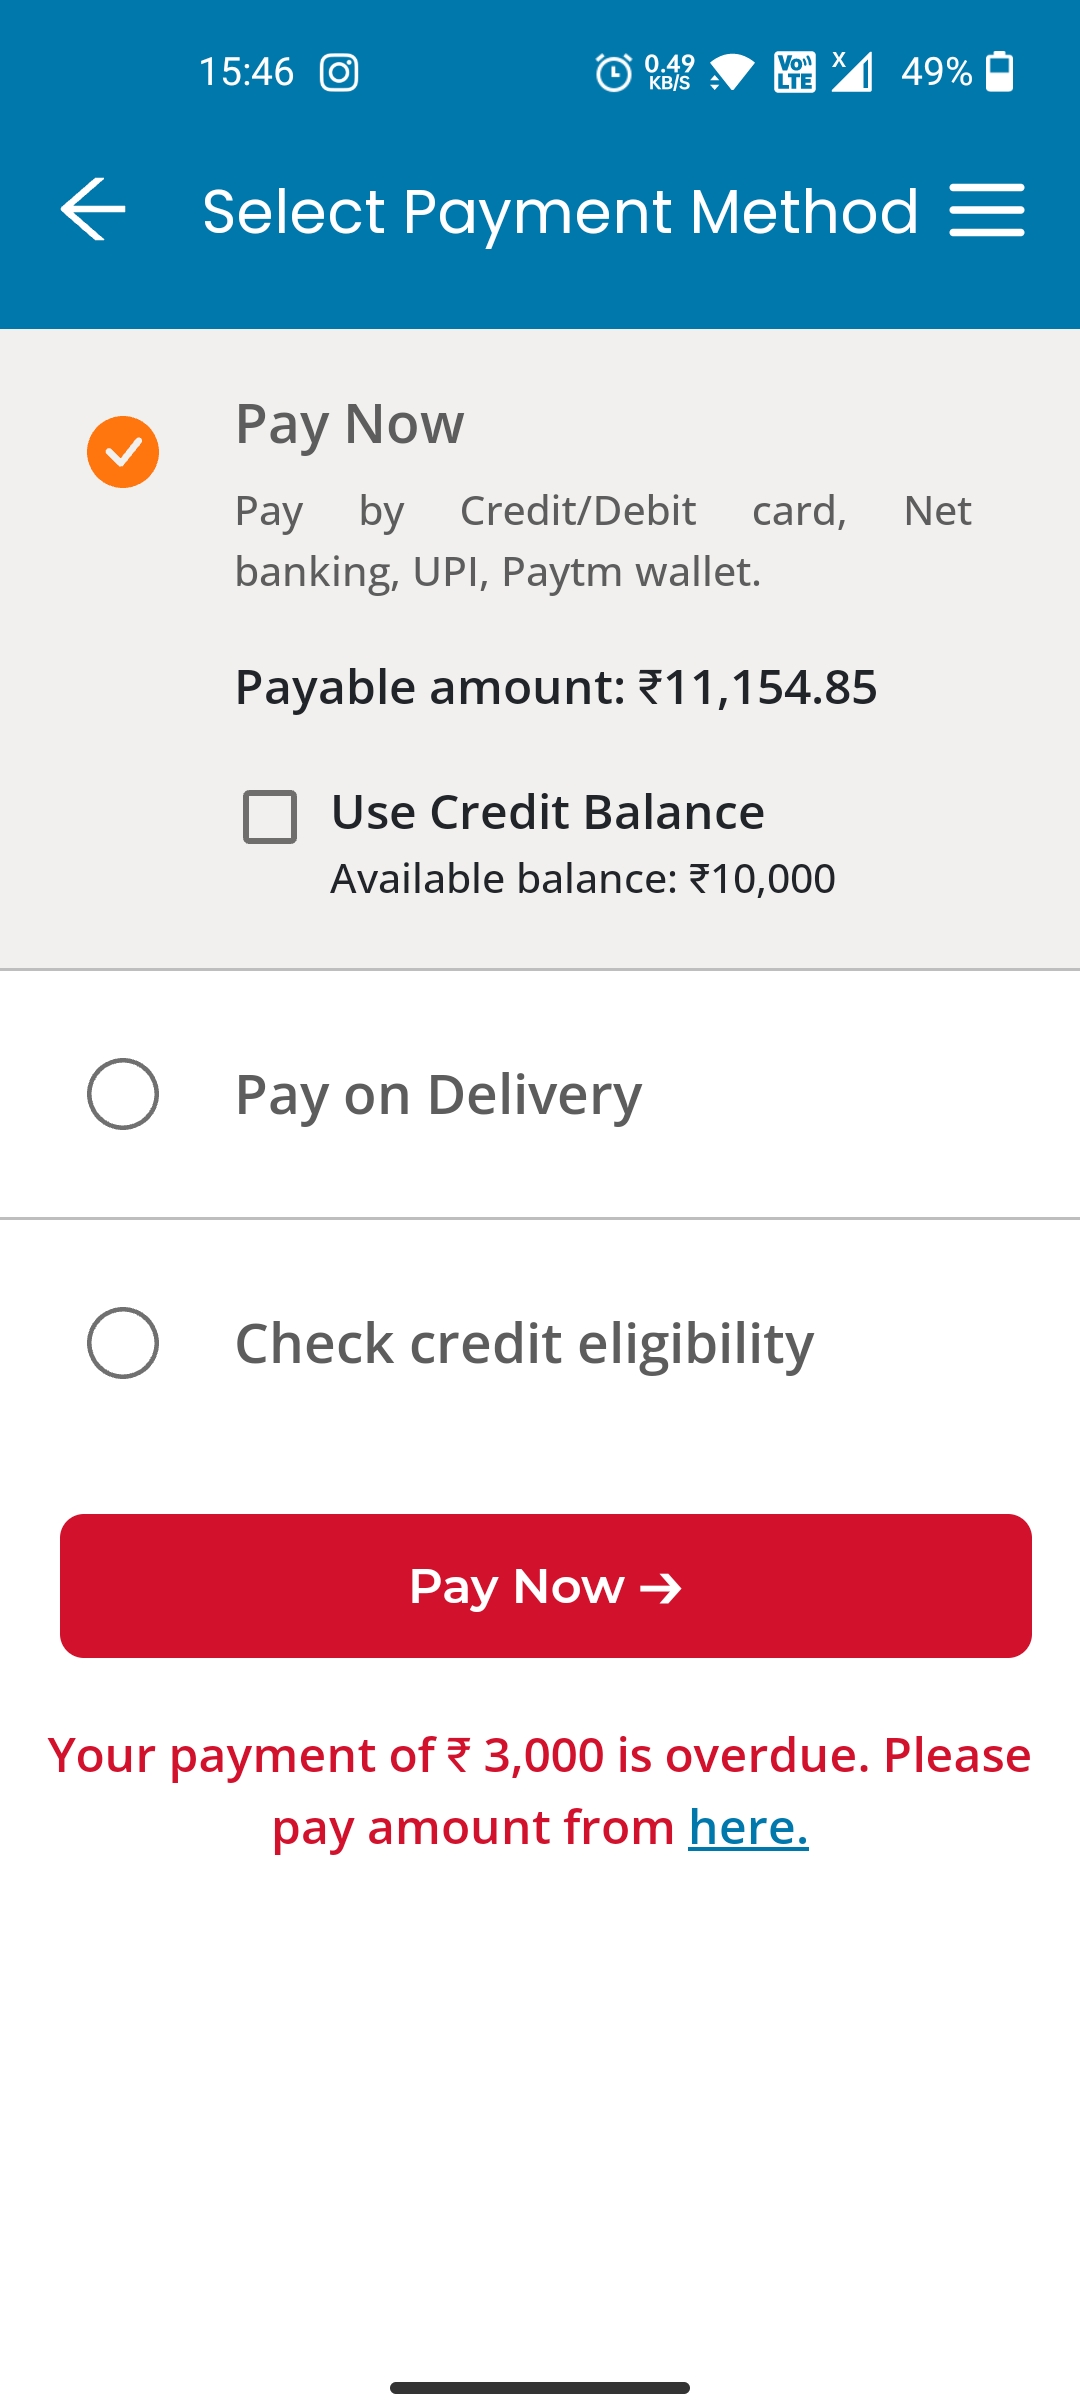 15:46
0.49
KB/S
Vo
LTE
X
49%
Select Payment Method
Pay Now
Pay by Credit/Debit card, Net
banking, UPI, Paytm wallet.
Payable amount: ₹11,154.85
Use Credit Balance
Available balance: ₹10,000
Pay on Delivery
Check credit eligibility
Pay Now →
Your payment of ₹ 3,000 is overdue. Please
pay amount from here.